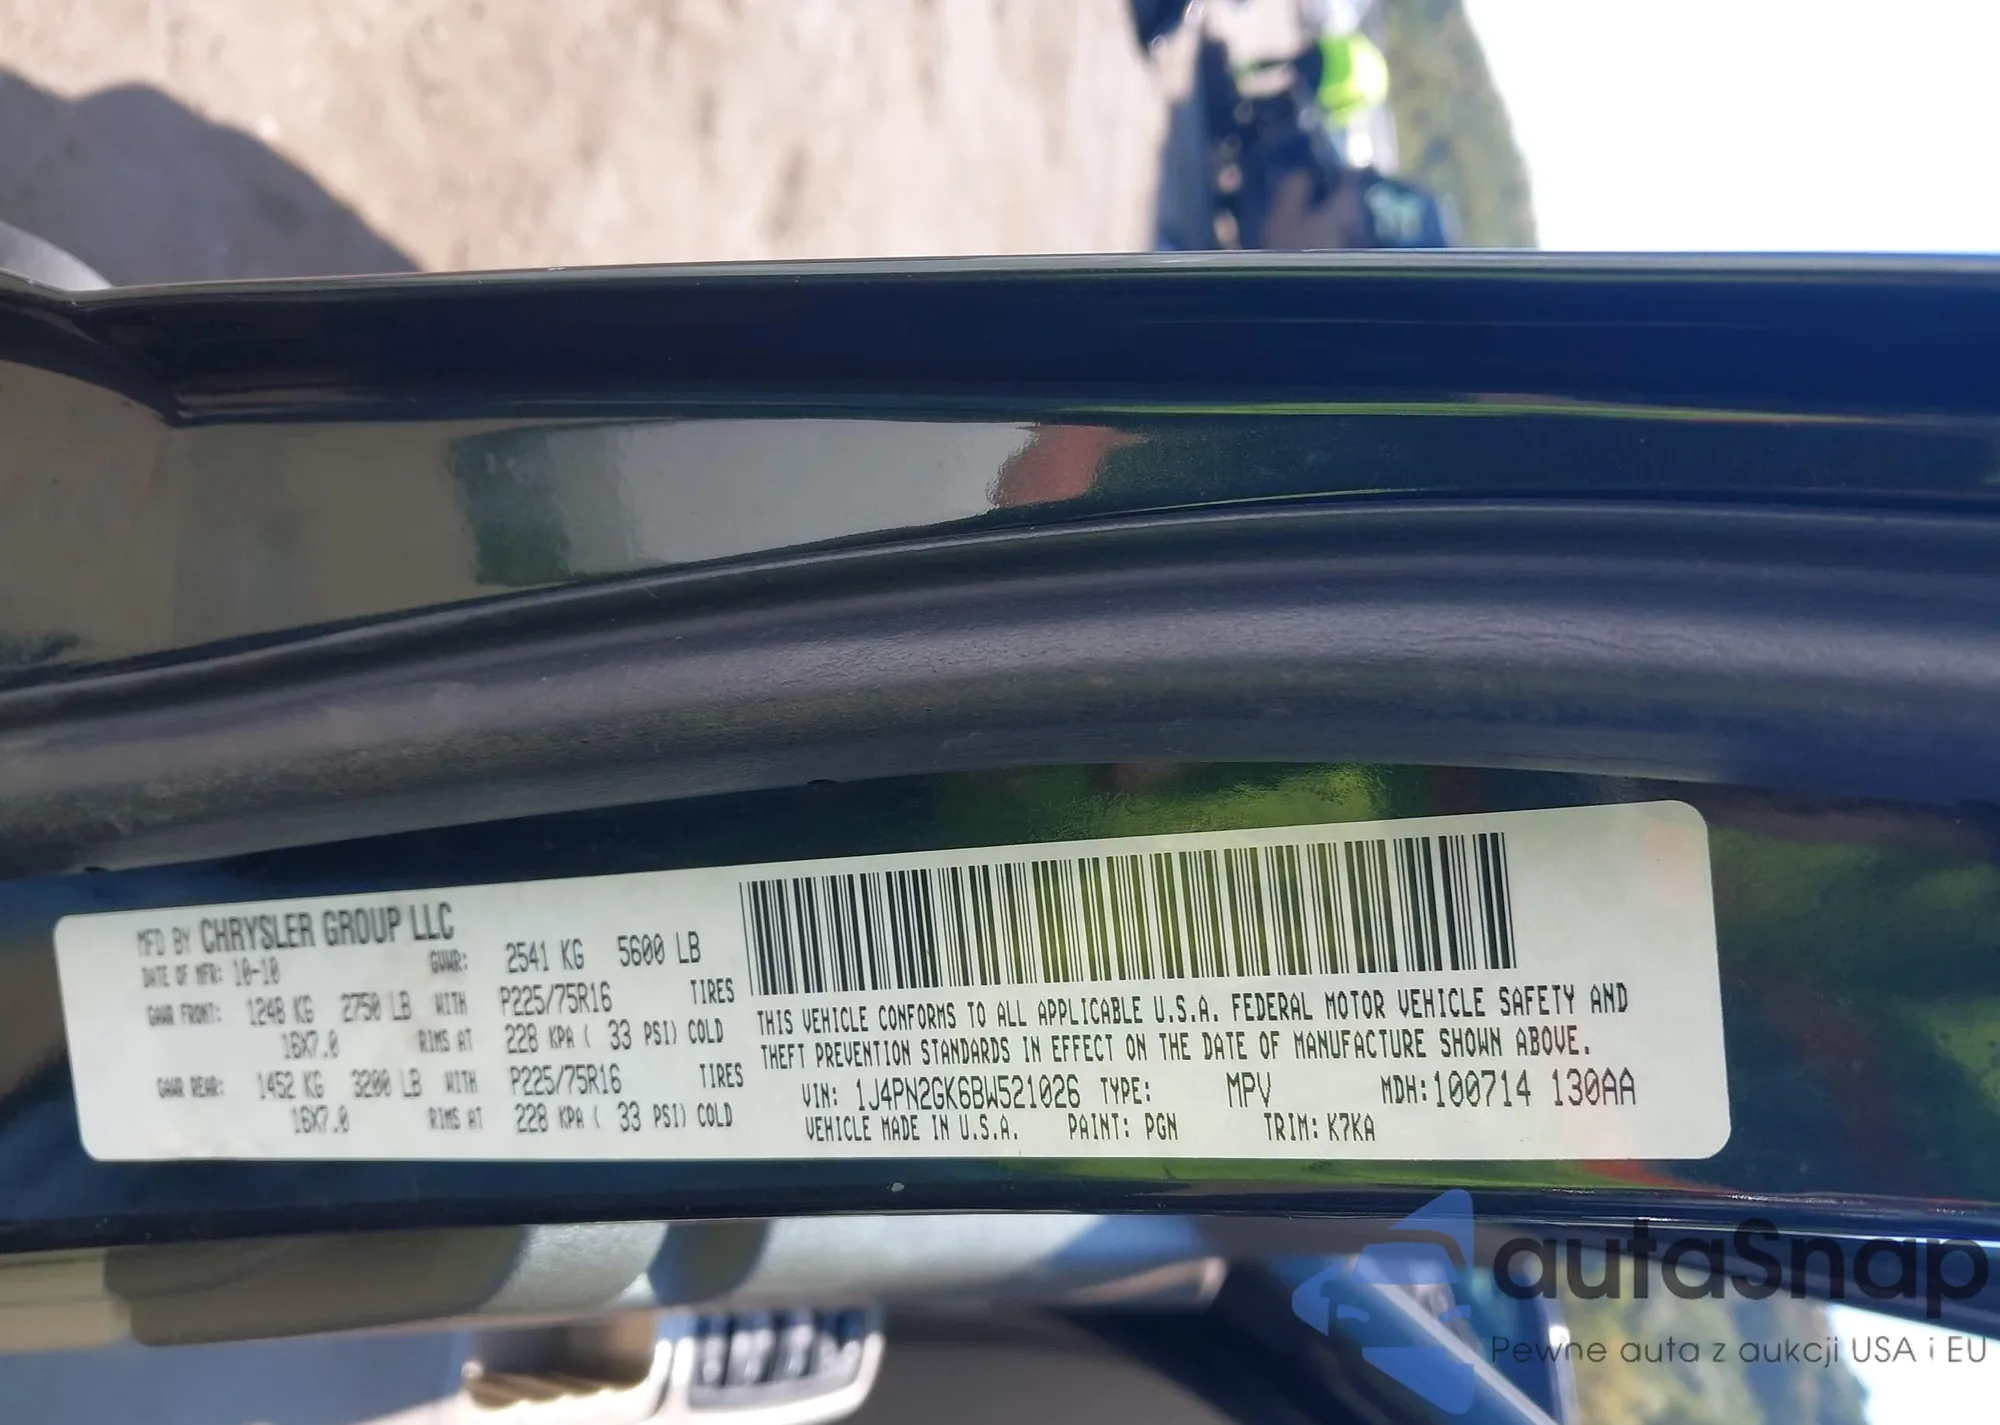 MFD BY CHRYSLER GROUP LLC
DATE OF MFR: 10-10 GVWR: 2541 KG 5600 LB
GAWR FRONT: 1248 KG 2750 LB WITH P225/75R16 TIRES
16X7.0 RIMS AT 228 KPA ( 33 PSI) COLD
GAWR REAR: 1452 KG 3200 LB WITH P225/75R16 TIRES
16X7.0 RIMS AT 228 KPA ( 33 PSI) COLD
THIS VEHICLE CONFORMS TO ALL APPLICABLE U.S.A. FEDERAL MOTOR VEHICLE SAFETY AND
THEFT PREVENTION STANDARDS IN EFFECT ON THE DATE OF MANUFACTURE SHOWN ABOVE.
VIN: 1J4PN2GK6BW521026 TYPE: MPV MDH:100714 130AA
VEHICLE MADE IN U.S.A. PAINT: PGN TRIM: K7KA
autaSnap
Pewne auta z aukcji USA i EU